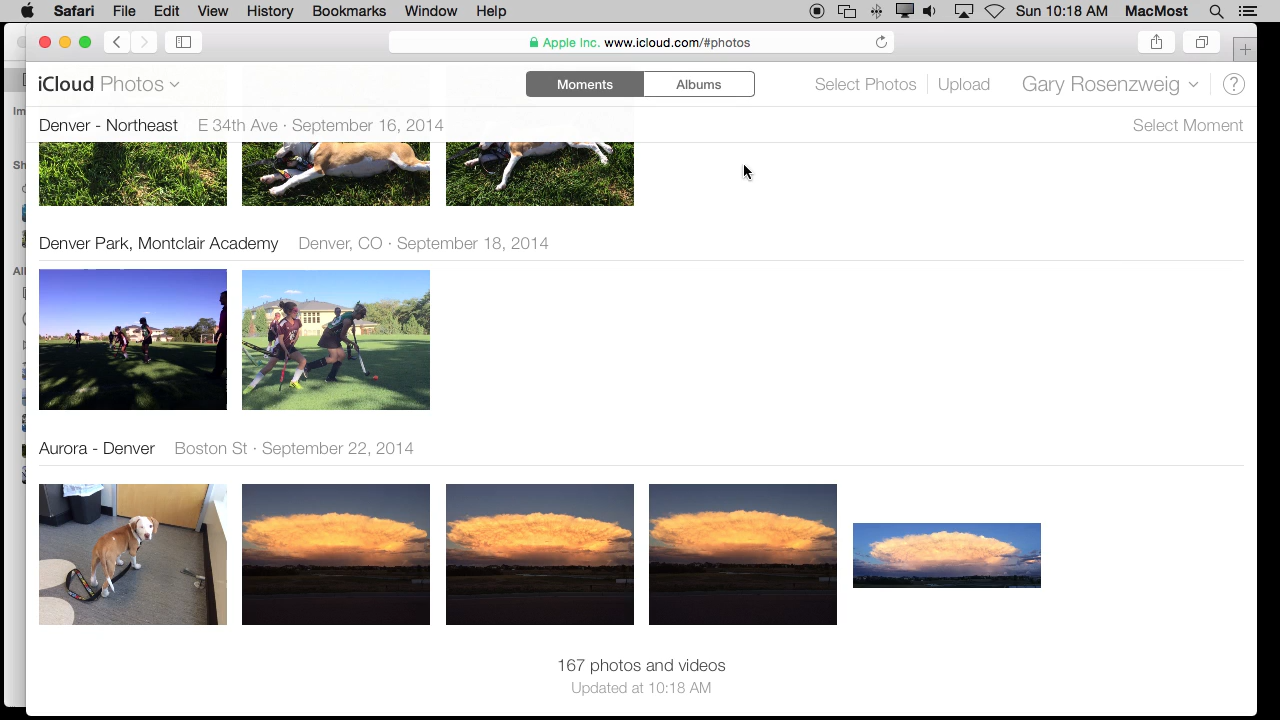 Safari File Edit View History Bookmarks Window Help Sun 10:18 AM MacMost
Apple Inc. www.icloud.com/#photos
iCloud Photos Moments Albums Select Photos Upload Gary Rosenzweig ?
Im
Denver - Northeast E 34th Ave · September 16, 2014 Select Moment
Sh
Denver Park, Montclair Academy Denver, CO · September 18, 2014
Al
Aurora - Denver Boston St · September 22, 2014
167 photos and videos
Updated at 10:18 AM